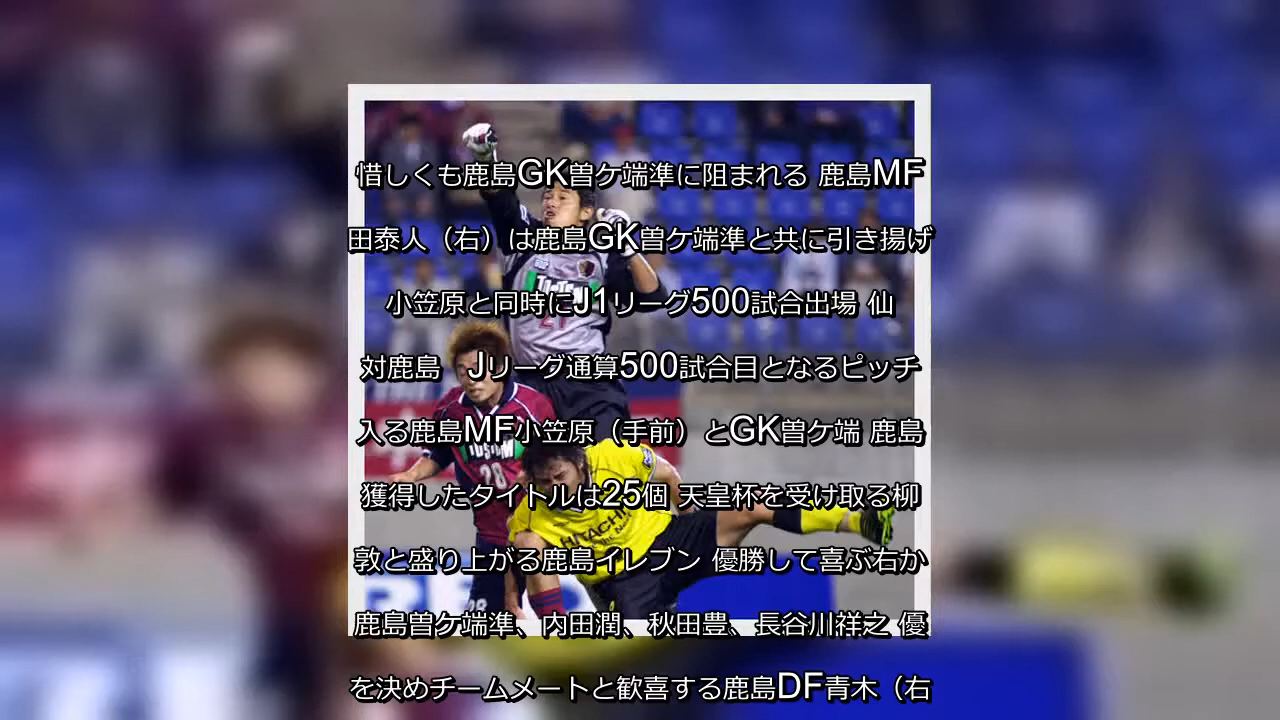 惜しくも鹿島GK曽ケ端準に阻まれる 鹿島MF
田泰人（右）は鹿島GK曽ケ端準と共に引き揚げ
小笠原と同時にJ1リーグ500試合出場 仙
対鹿島　Jリーグ通算500試合目となるピッチ
入る鹿島MF小笠原（手前）とGK曽ケ端 鹿島
獲得したタイトルは25個 天皇杯を受け取る柳
敦と盛り上がる鹿島イレブン 優勝して喜ぶ右か
鹿島曽ケ端準、内田潤、秋田豊、長谷川祥之 優
を決めチームメートと歓喜する鹿島DF青木（右
TOSTEM
28
HITACHI